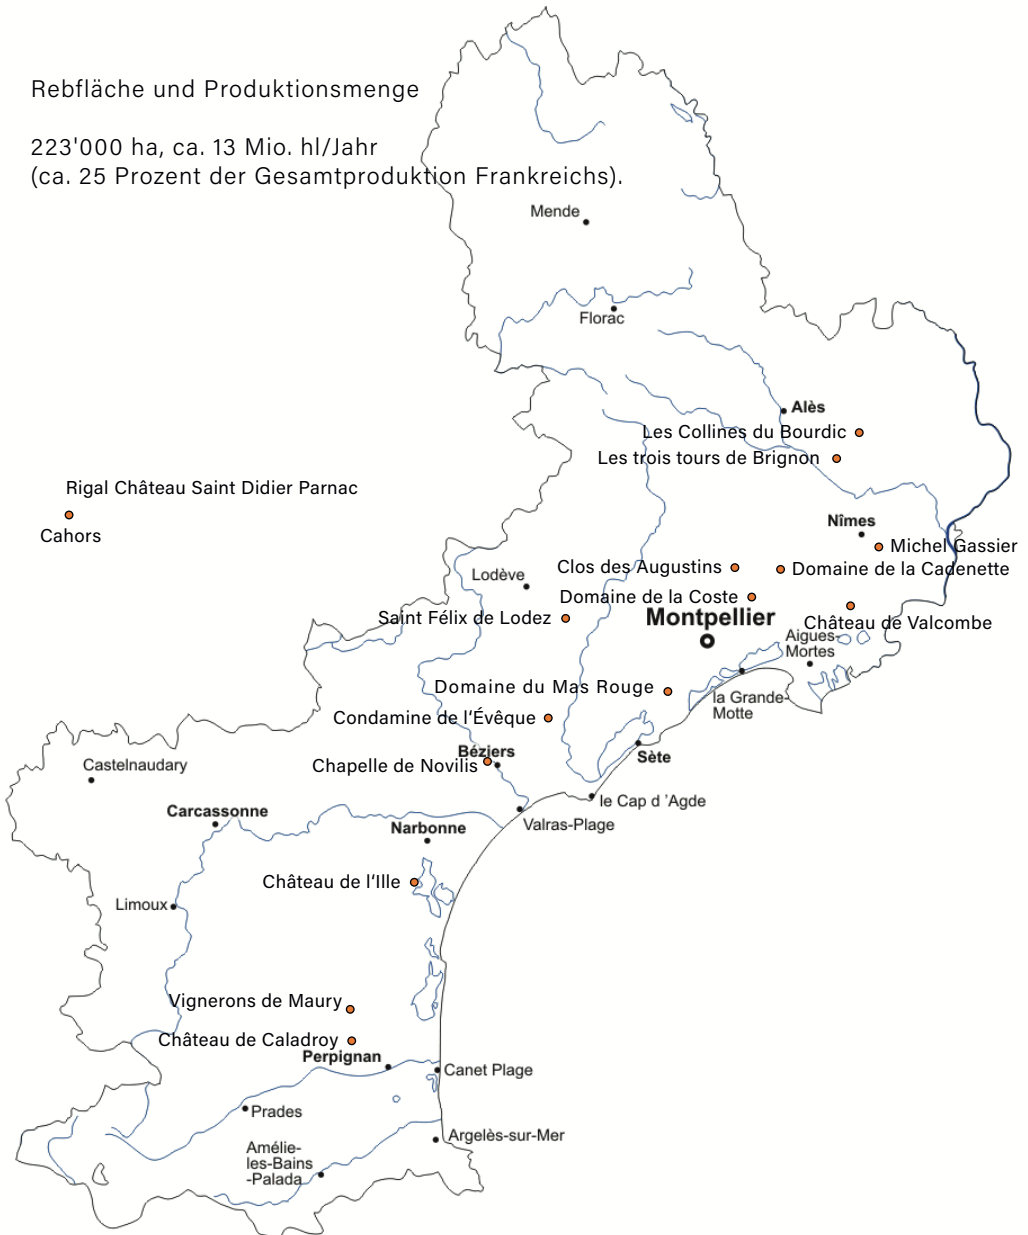 Rebfläche und Produktionsmenge
223'000 ha, ca. 13 Mio. hl/Jahr
(ca. 25 Prozent der Gesamtproduktion Frankreichs).
Mende
Florac
Alès
Les Collines du Bourdic
Les trois tours de Brignon
Rigal Château Saint Didier Parnac
Cahors
Nîmes
Michel Gassier
Lodève
Clos des Augustins
Domaine de la Cadenette
Domaine de la Coste
Saint Félix de Lodez
Montpellier
Château de Valcombe
Aigues-
Mortes
Domaine du Mas Rouge
la Grande-
Motte
Condamine de l‘Évêque
Béziers
Sète
Chapelle de Novilis
Castelnaudary
le Cap d 'Agde
Carcassonne
Valras-Plage
Narbonne
Château de l‘Ille
Limoux
Vignerons de Maury
Château de Caladroy
Perpignan
Canet Plage
Prades
Argelès-sur-Mer
Amélie-
les-Bains
-Palada